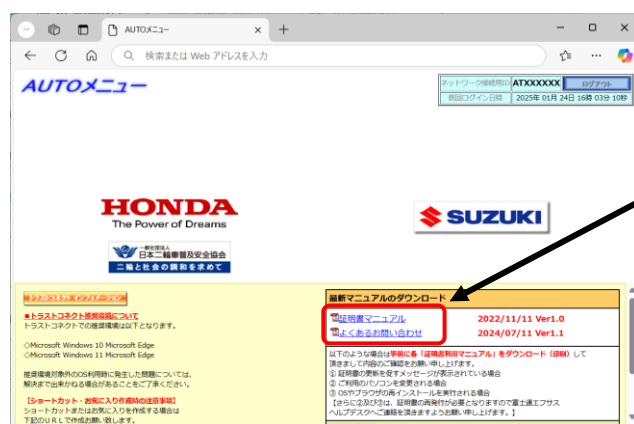 AUTOメニュー
検索または Web アドレスを入力
AUTOメニュー
ネットワーク接続用ID ATXXXXXX ログアウト
前回ログイン日時 2025年 01月 24日 16時 03分 10秒
HONDA
The Power of Dreams
SUZUKI
一般社団法人
日本二輪車普及安全協会
二輪と社会の調和を求めて
トラストコネクト インフォメーション
■トラストコネクト推奨環境について
トラストコネクトでの推奨環境は以下となります。
◇Microsoft Windows 10 Microsoft Edge
◇Microsoft Windows 11 Microsoft Edge
推奨環境対象外のOS利用時に発生した問題については、
解決まで出来かねる場合があることをご了承ください。
【ショートカット・お気に入り作成時の注意事項】
ショートカットまたはお気に入りを作成する場合は
下記のＵＲＬで作成お願い致します。
最新マニュアルのダウンロード
証明書マニュアル 2022/11/11 Ver1.0
よくあるお問い合わせ 2024/07/11 Ver1.1
以下のような場合は事前に各「証明書利用マニュアル」をダウンロード（印刷）して
頂きまして内容のご確認をお願い申し上げます。
① 証明書の更新を促すメッセージが表示されている場合
② ご利用のパソコンを変更される場合
③ OSやブラウザの再インストールを実行される場合
【さらに②及び③は、証明書の再発行が必要となりますので富士通エフサス
ヘルプデスクへご連絡を頂きますようお願い申し上げます。】